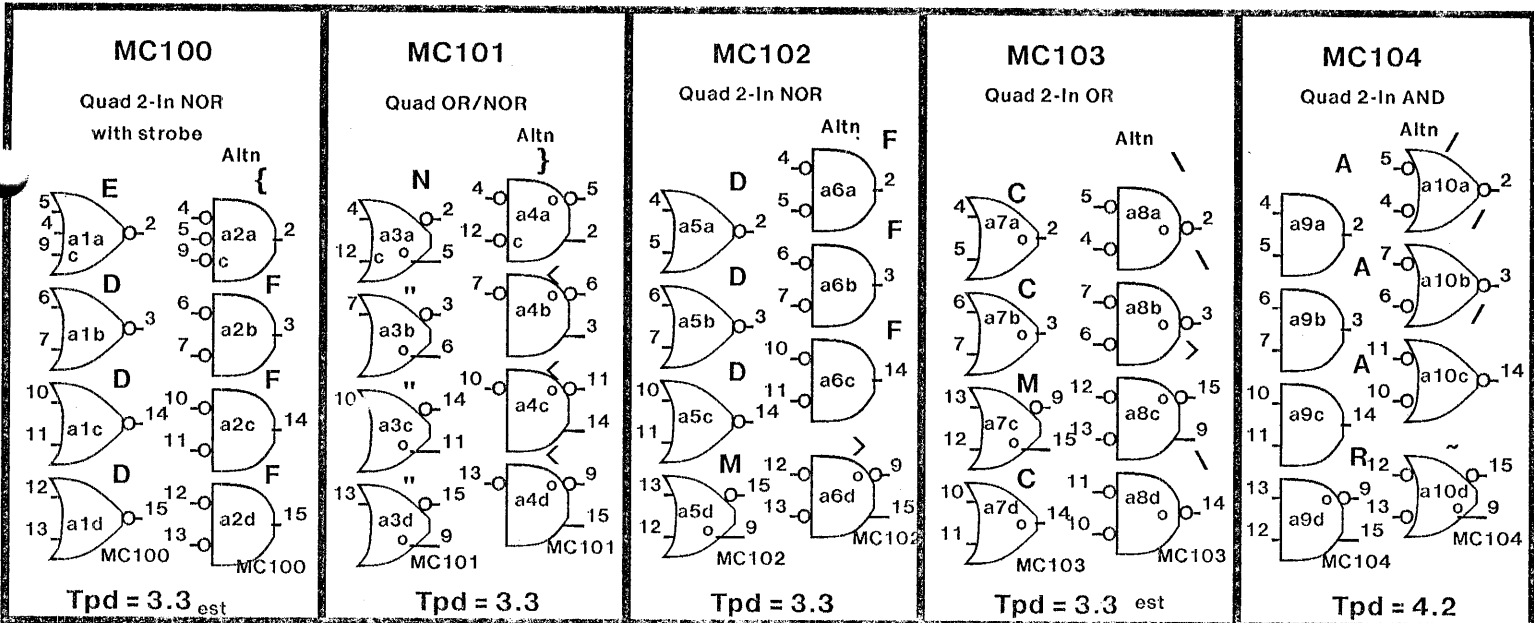 MC100
Quad 2-In NOR
with strobe
Altn
{
E
5
4
9
a1a
c
2
4
5
9
a2a
c
2
D
6
7
a1b
3
F
6
7
a2b
3
D
10
11
a1c
14
F
10
11
a2c
14
D
12
13
a1d
15
MC100
F
12
13
a2d
15
MC100
Tpd = 3.3 est
MC101
Quad OR/NOR
Altn
}
N
4
12
a3a
c
2
5
4
12
a4a
c
5
2
"
7
a3b
3
6
<
7
a4b
6
3
"
10
a3c
14
11
<
10
a4c
11
14
"
13
a3d
15
9
MC101
<
13
a4d
9
15
MC101
Tpd = 3.3
MC102
Quad 2-In NOR
Altn
D
4
5
a5a
2
F
4
5
a6a
2
D
6
7
a5b
3
F
6
7
a6b
3
D
10
11
a5c
14
F
10
11
a6c
14
M
13
12
a5d
15
9
MC102
>
12
13
a6d
9
15
MC102
Tpd = 3.3
MC103
Quad 2-In OR
Altn
\
C
4
5
a7a
2
5
4
a8a
2
C
6
7
a7b
3
\
7
6
a8b
3
M
13
12
a7c
9
15
>
12
13
a8c
15
9
C
10
11
a7d
14
MC103
\
11
10
a8d
14
MC103
Tpd = 3.3 est
MC104
Quad 2-In AND
Altn
/
A
4
5
a9a
2
5
4
a10a
2
A
6
7
a9b
3
/
7
6
a10b
3
A
10
11
a9c
14
/
11
10
a10c
14
R
13
12
a9d
9
15
MC104
~
12
13
a10d
15
9
MC104
Tpd = 4.2